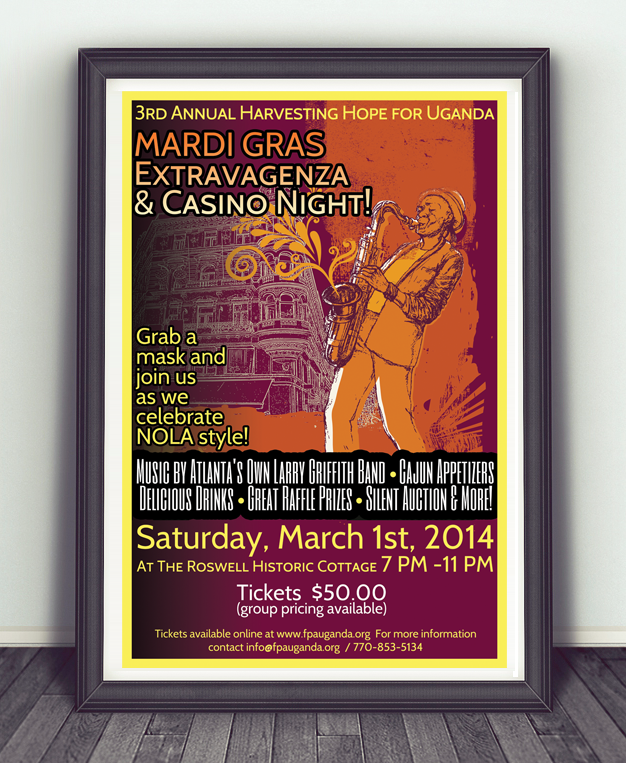 3rd Annual Harvesting Hope for Uganda
MARDI GRAS
Extravagenza
& Casino Night!
Grab a
mask and
join us
as we
celebrate
NOLA style!
Music by Atlanta's Own Larry Griffith Band • Cajun Appetizers
Delicious Drinks • Great Raffle Prizes • Silent Auction & More!
Saturday, March 1st, 2014
At The Roswell Historic Cottage 7 PM -11 PM
Tickets $50.00
(group pricing available)
Tickets available online at www.fpauganda.org For more information
contact info@fpauganda.org / 770-853-5134